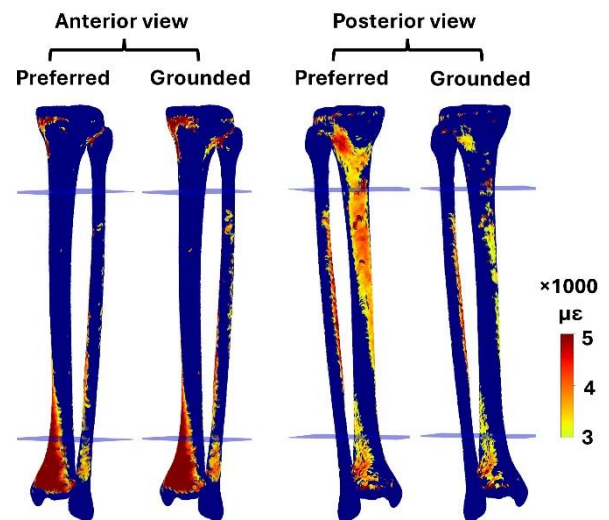 Anterior view
Posterior view
Preferred
Grounded
Preferred
Grounded
×1000
με
5
4
3